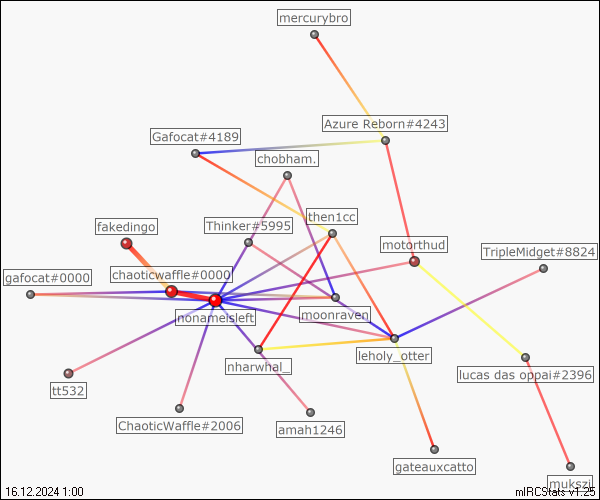 mercurybro
Azure Reborn#4243
Gafocat#4189
chobham.
then1cc
Thinker#5995
fakedingo
motorthud
TripleMidget#8824
chaoticwaffle#0000
gafocat#0000
nonameisleft
moonraven
leholy_otter
nharwhal_
lucas das oppai#2396
tt532
ChaoticWaffle#2006
amah1246
gateauxcatto
mukszi
16.12.2024 1:00
mIRCStats v1.25